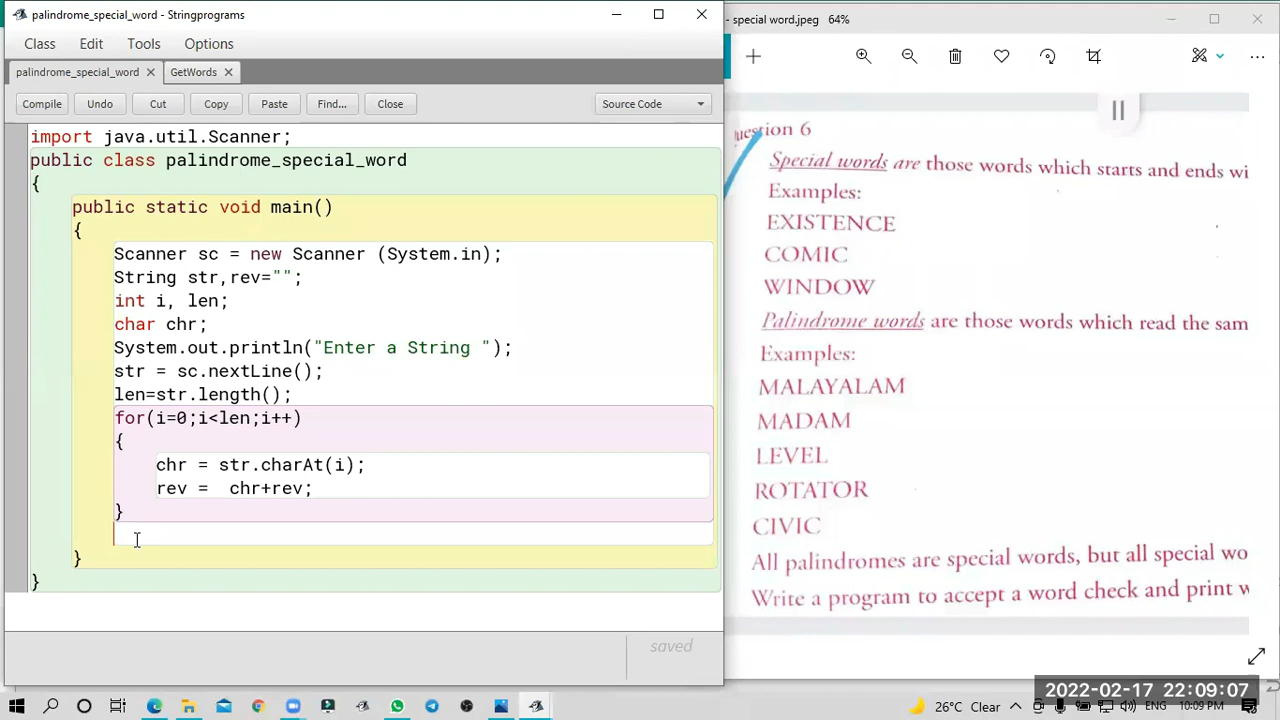 palindrome_special_word - Stringprograms
Class Edit Tools Options
palindrome_special_word × GetWords ×
Compile Undo Cut Copy Paste Find... Close Source Code
import java.util.Scanner;
public class palindrome_special_word
{
public static void main()
{
Scanner sc = new Scanner (System.in);
String str,rev="";
int i, len;
char chr;
System.out.println("Enter a String ");
str = sc.nextLine();
len=str.length();
for(i=0;i<len;i++)
{
chr = str.charAt(i);
rev =  chr+rev;
}
}
}
saved
- special word.jpeg 64%
uestion 6
Special words are those words which starts and ends wi
Examples:
EXISTENCE
COMIC
WINDOW
Palindrome words are those words which read the sam
Examples:
MALAYALAM
MADAM
LEVEL
ROTATOR
CIVIC
All palindromes are special words, but all special wo
Write a program to accept a word check and print w
2022-02-17 22:09:07
26°C Clear ENG 10:09 PM